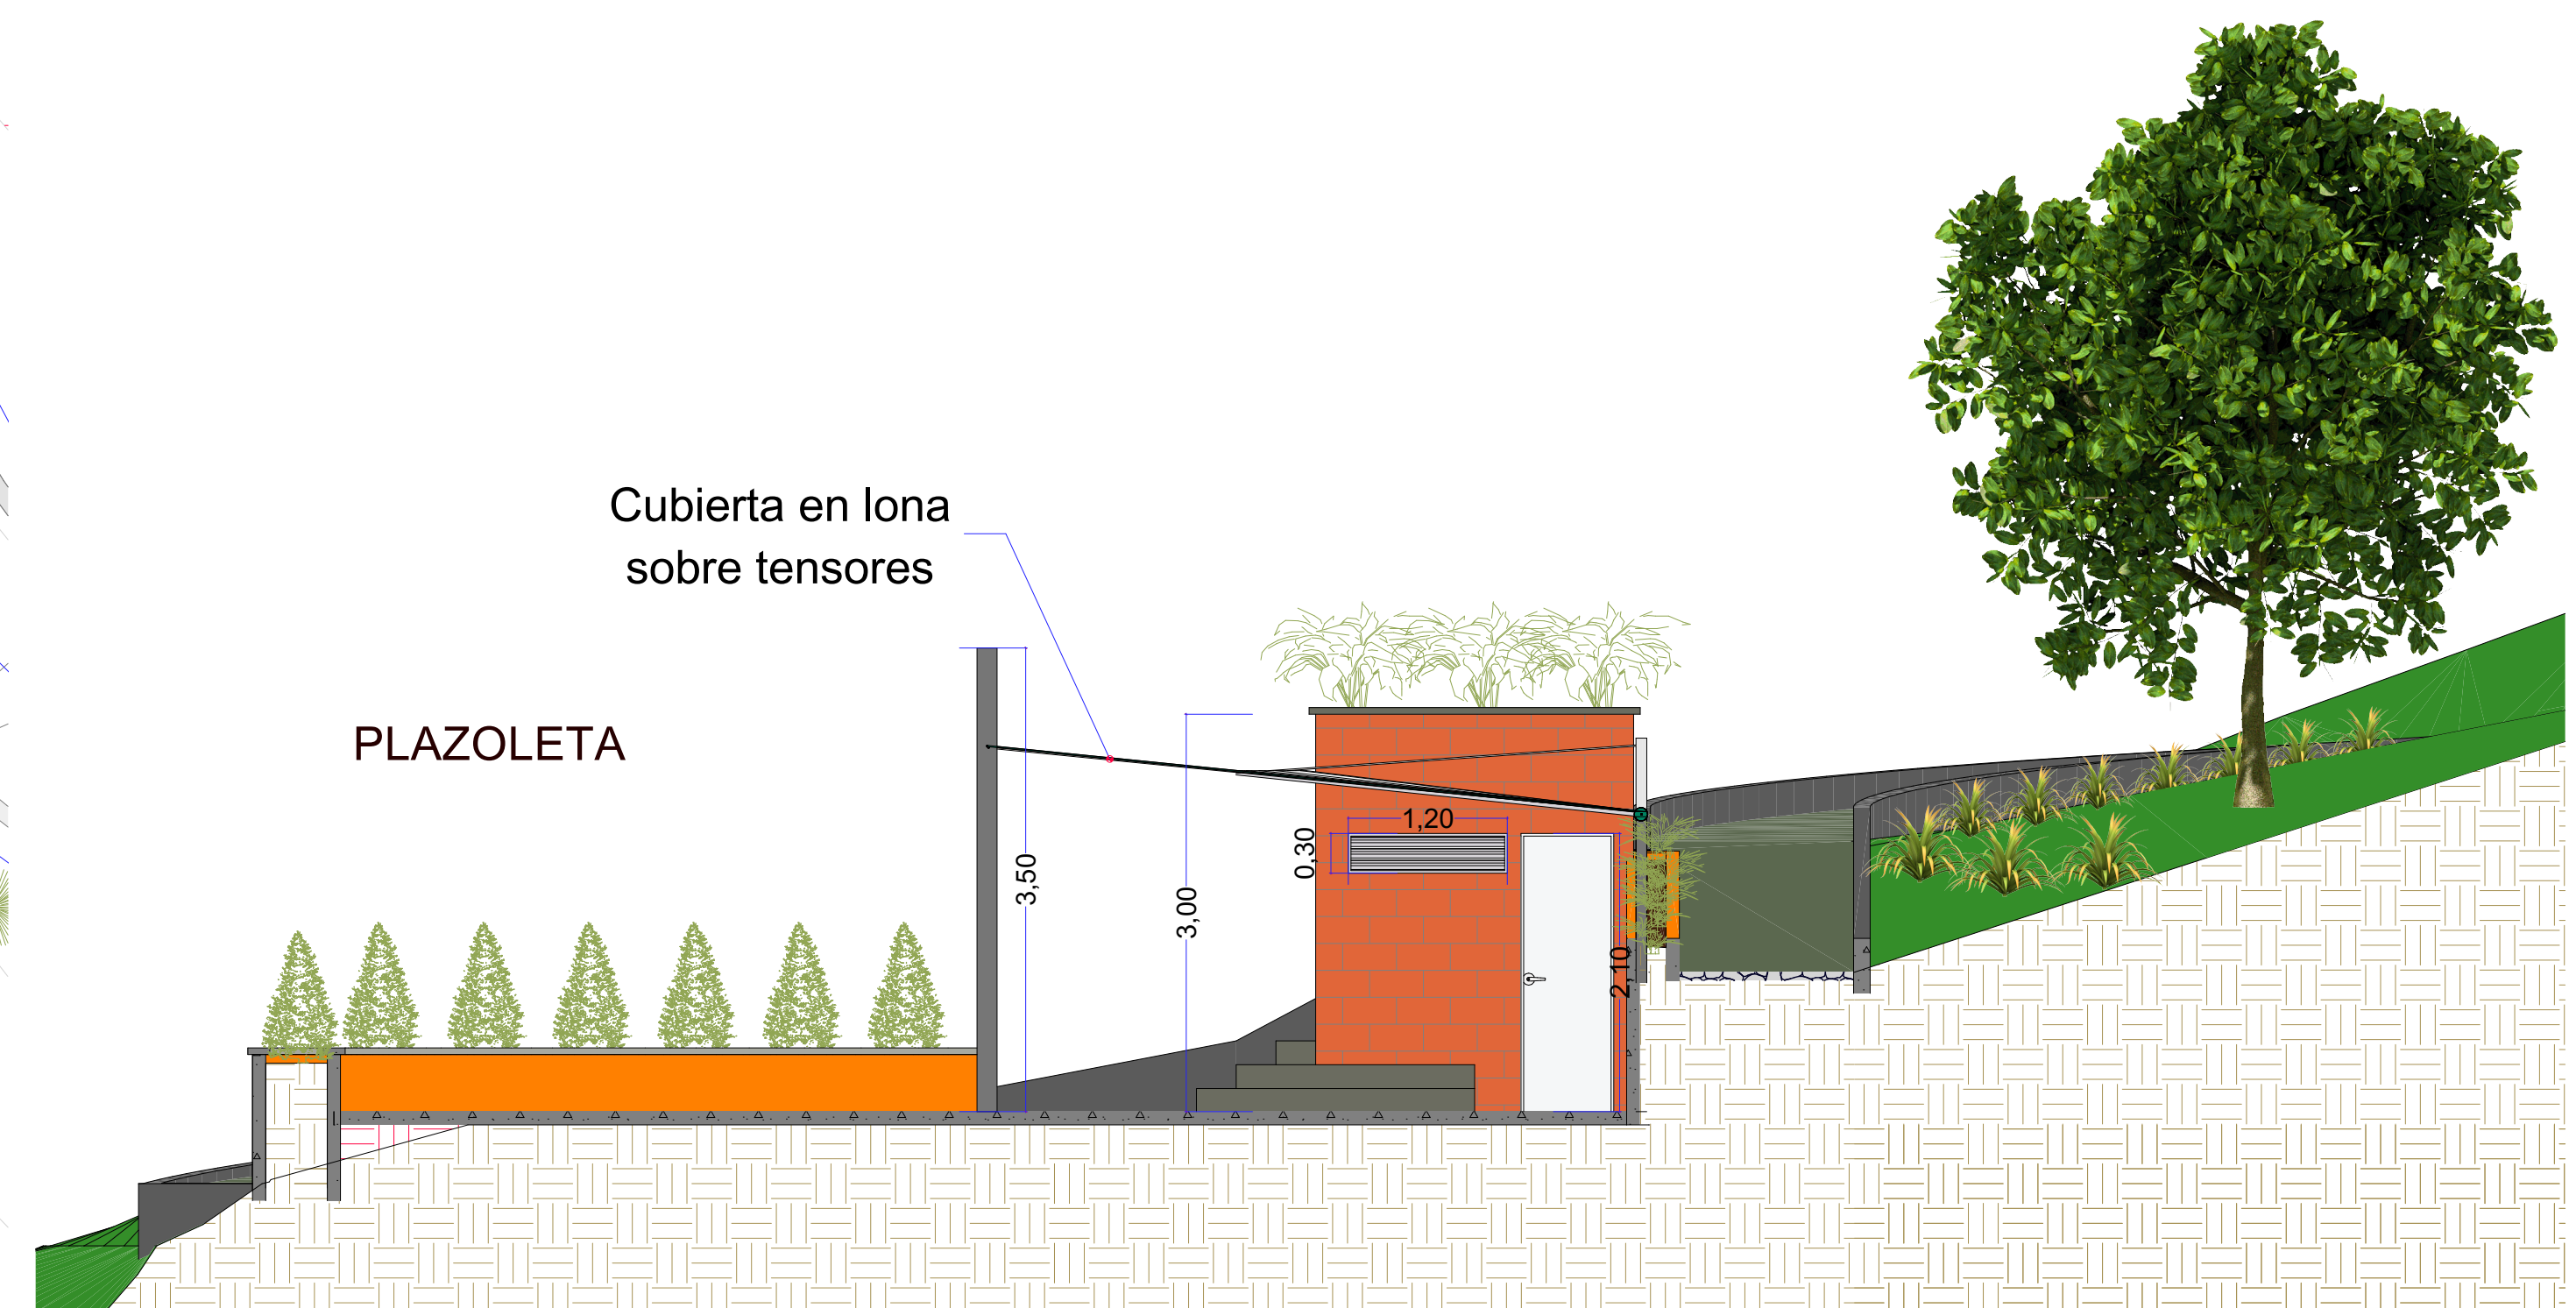 Cubierta en lona
sobre tensores
PLAZOLETA
3,50
3,00
0,30
1,20
2,10